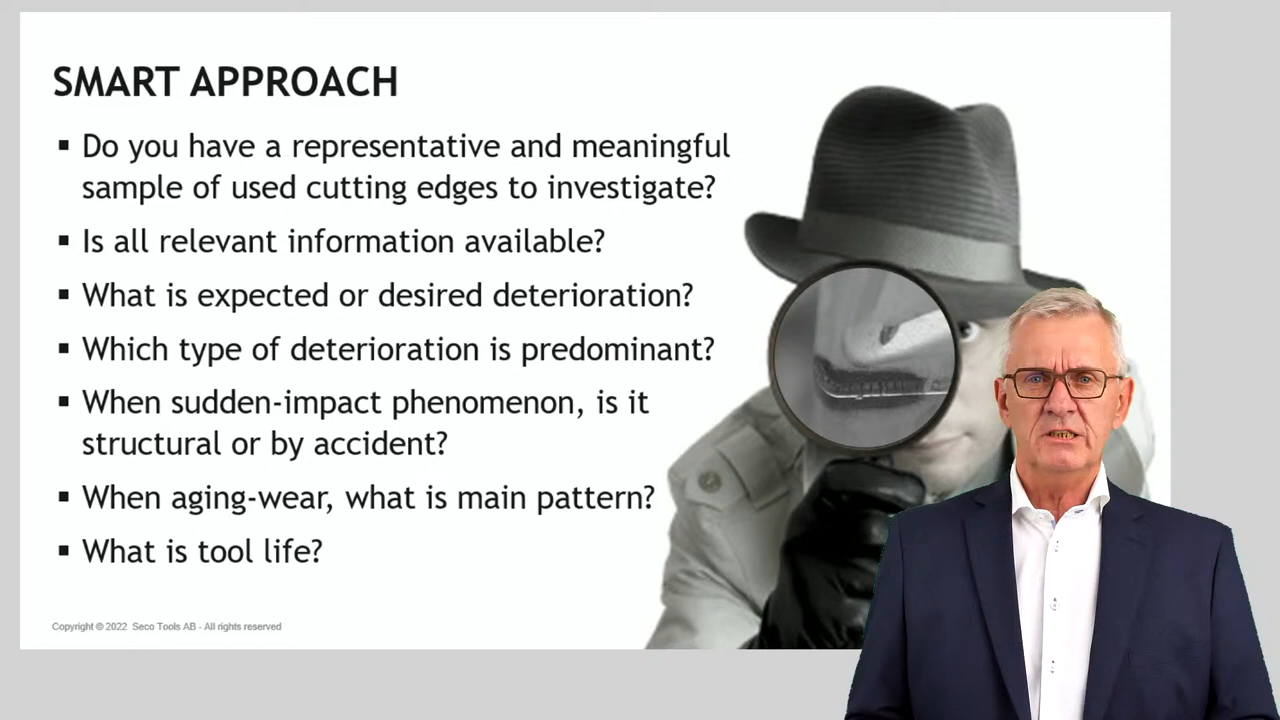 SMART APPROACH
▪ Do you have a representative and meaningful
sample of used cutting edges to investigate?
▪ Is all relevant information available?
▪ What is expected or desired deterioration?
▪ Which type of deterioration is predominant?
▪ When sudden-impact phenomenon, is it
structural or by accident?
▪ When aging-wear, what is main pattern?
▪ What is tool life?
Copyright © 2022 Seco Tools AB - All rights reserved